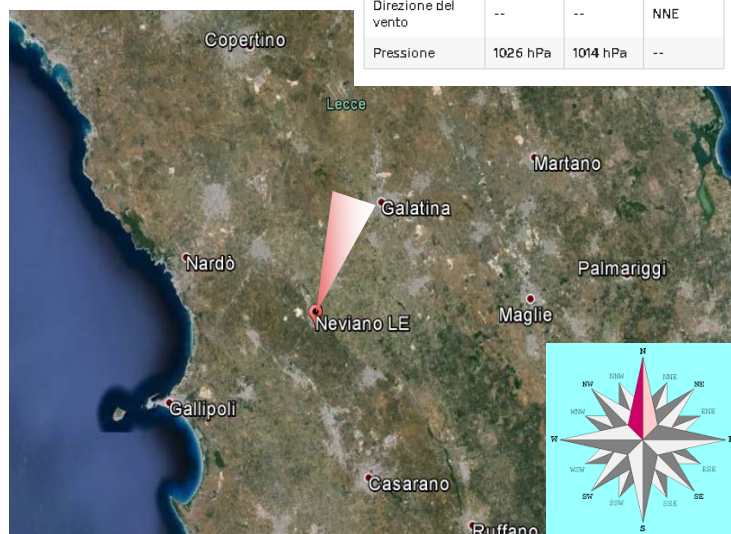 Direzione del
vento -- -- NNE
Pressione 1026 hPa 1014 hPa --
Copertino
Lecce
Martano
Galatina
Nardò
Palmariggi
Neviano LE
Maglie
Gallipoli
Casarano
Ruffano
N
NNW NNE
NW NE
WNW ENE
W E
WSW ESE
SW SE
SSW SSE
S